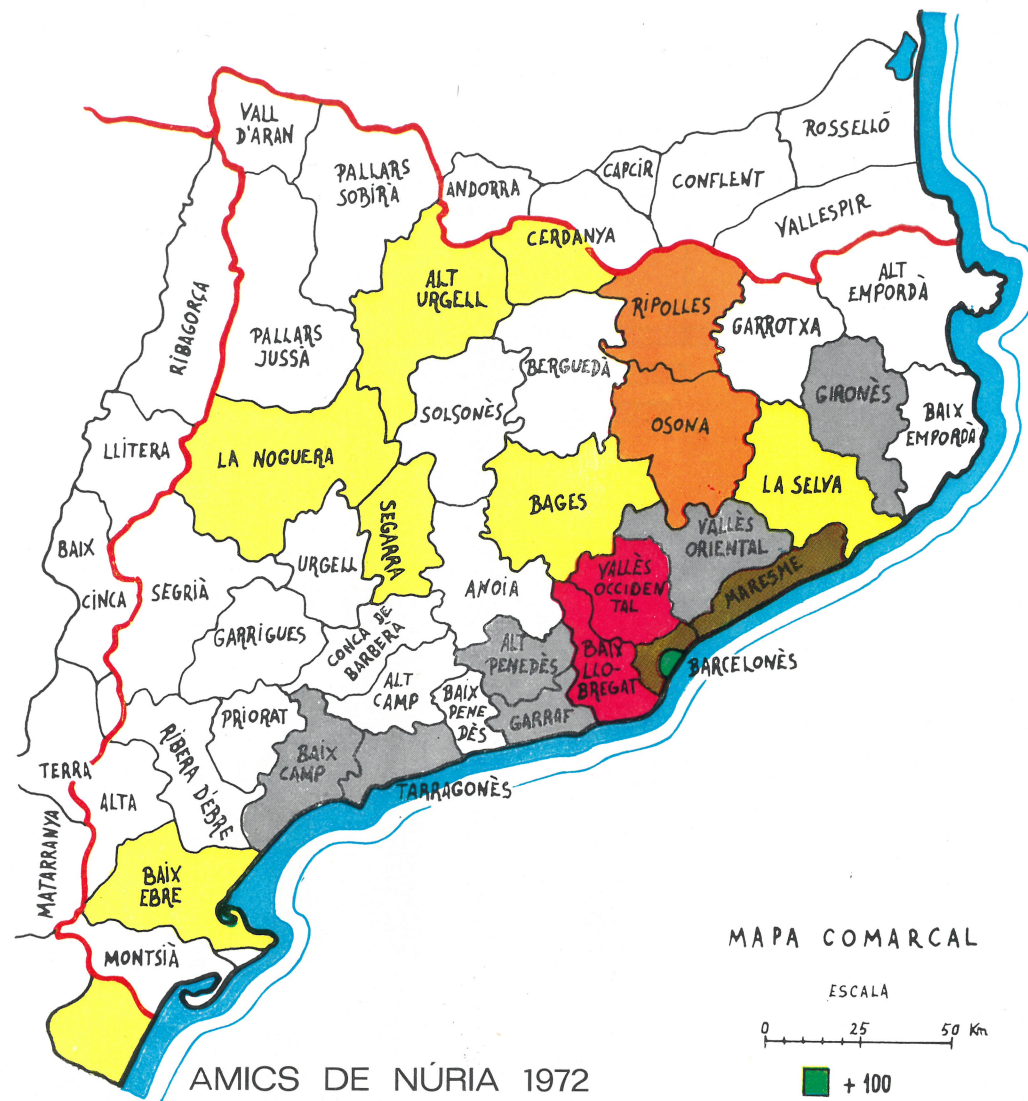 VALL
D'ARAN
PALLARS
SOBIRÀ
ANDORRA
CAPCIR
CONFLENT
ROSSELLÓ
VALLESPIR
CERDANYA
ALT
URGELL
RIPOLLES
ALT
EMPORDÀ
GARROTXA
RIBAGORÇA
PALLARS
JUSSÀ
BERGUEDÀ
GIRONÈS
SOLSONÈS
OSONA
BAIX
EMPORDÀ
LLITERA
LA NOGUERA
BAGES
LA SELVA
SEGARRA
VALLÈS
ORIENTAL
BAIX
CINCA
SEGRIÀ
URGELL
ANOIA
VALLÈS
OCCIDEN
TAL
MARESME
GARRIGUES
CONCA DE
BARBERÀ
ALT
PENEDÈS
BAIX
LLO-
BREGAT
BARCELONÈS
ALT
CAMP
BAIX
PENE
DÈS
GARRAF
PRIORAT
BAIX
CAMP
RIBERA D'EBRE
TARRAGONÈS
TERRA
ALTA
MATARRANYA
BAIX
EBRE
MONTSIÀ
MAPA COMARCAL
ESCALA
0 25 50 Km
AMICS DE NÚRIA 1972
+100